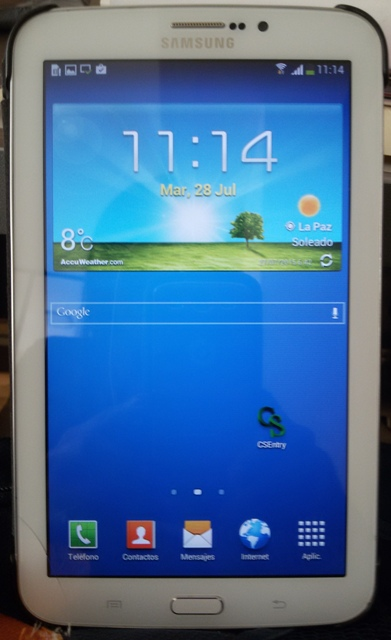 SAMSUNG
11:14
11:14
Mar, 28 Jul
8°C
La Paz
Soleado
AccuWeather.com
Google
CSEntry
Teléfono
Contactos
Mensajes
Internet
Aplic.